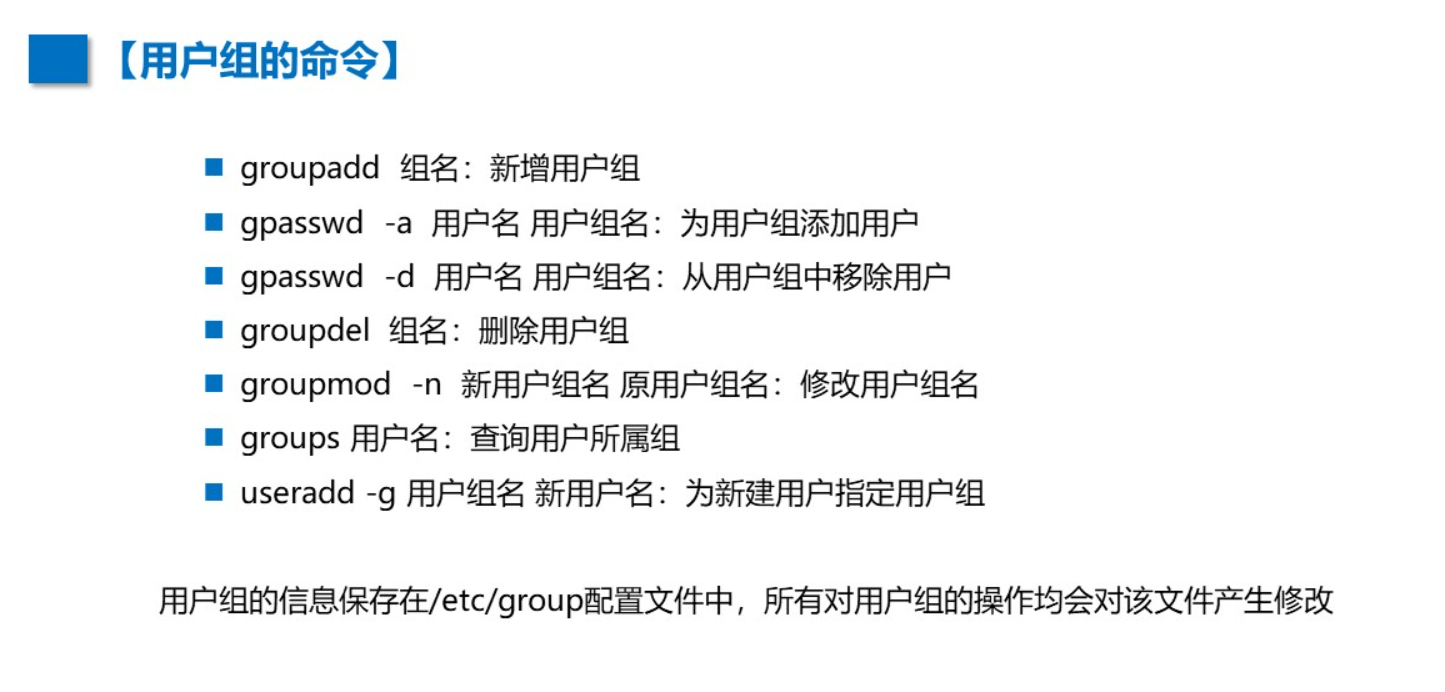 【用户组的命令】
groupadd 组名：新增用户组
gpasswd -a 用户名 用户组名：为用户组添加用户
gpasswd -d 用户名 用户组名：从用户组中移除用户
groupdel 组名：删除用户组
groupmod -n 新用户组名 原用户组名：修改用户组名
groups 用户名：查询用户所属组
useradd -g 用户组名 新用户名：为新建用户指定用户组
用户组的信息保存在/etc/group配置文件中，所有对用户组的操作均会对该文件产生修改